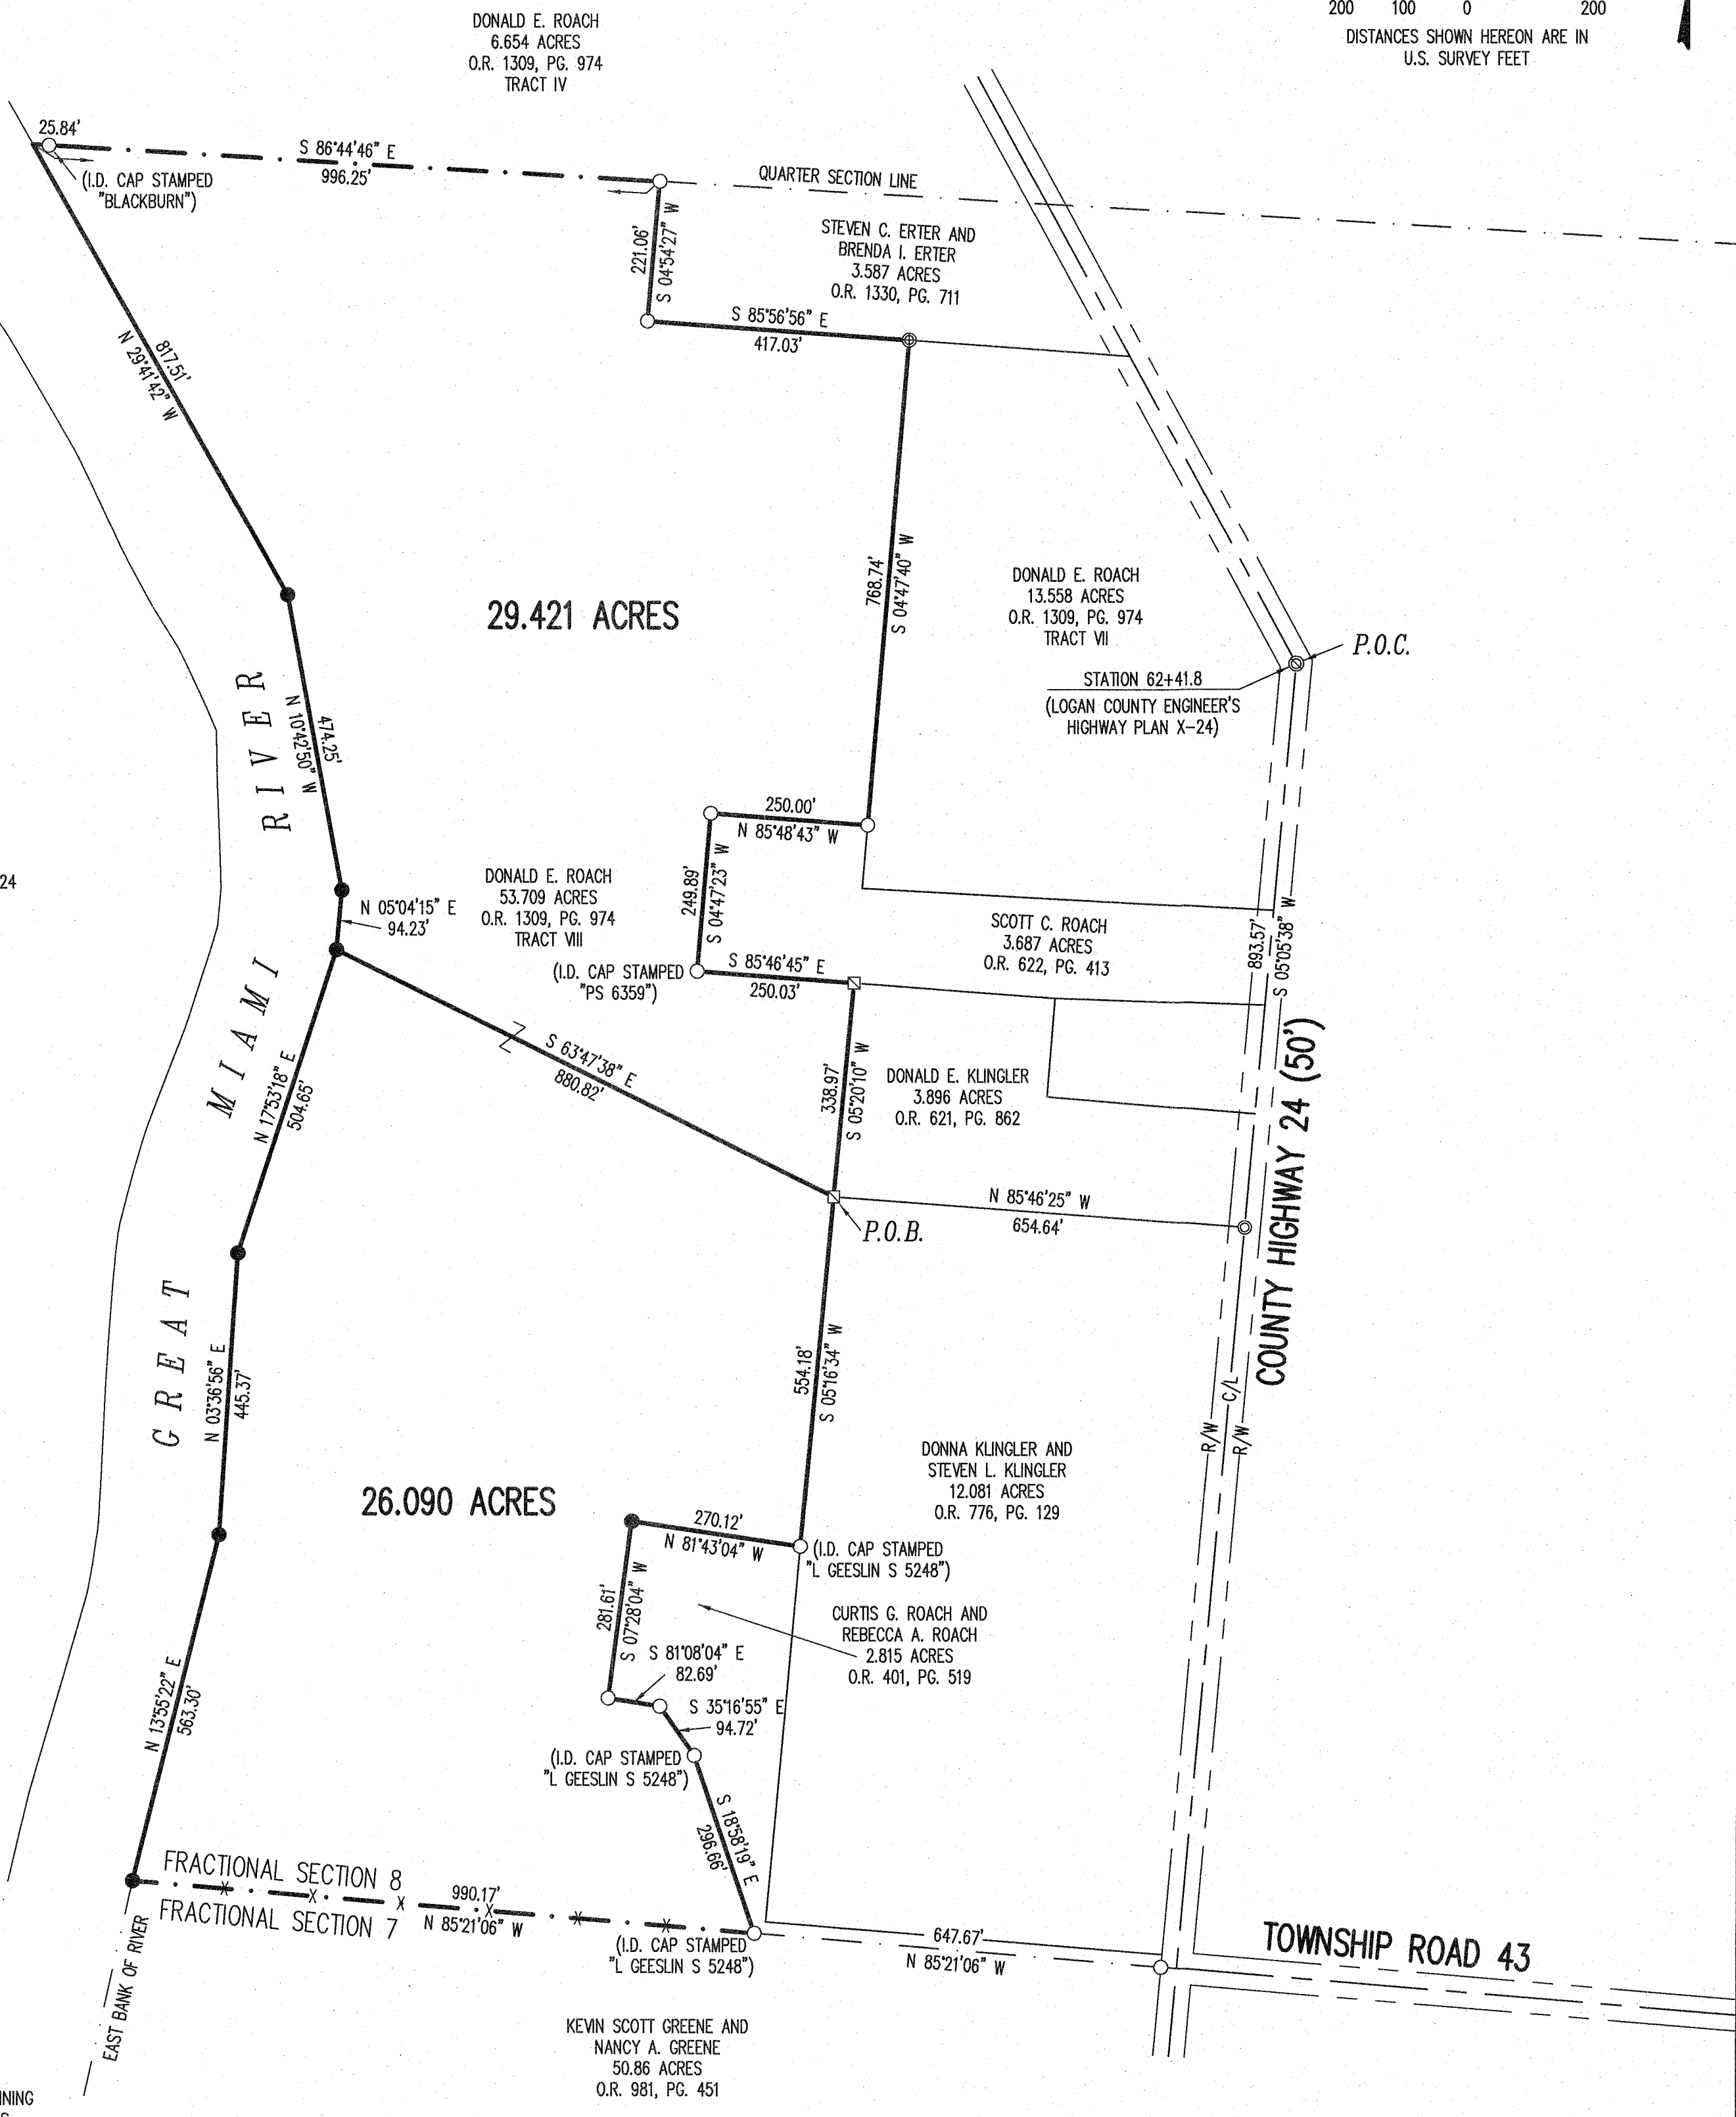 200 100 0 200
DISTANCES SHOWN HEREON ARE IN
U.S. SURVEY FEET
DONALD E. ROACH
6.654 ACRES
O.R. 1309, PG. 974
TRACT IV
25.84'
(I.D. CAP STAMPED
"BLACKBURN")
S 86°44'46" E
996.25'
QUARTER SECTION LINE
221.06'
S 04°54'27" W
STEVEN C. ERTER AND
BRENDA I. ERTER
3.587 ACRES
O.R. 1330, PG. 711
S 85°56'56" E
417.03'
817.51'
N 29°41'42" W
29.421 ACRES
768.74'
S 04°47'40" W
DONALD E. ROACH
13.558 ACRES
O.R. 1309, PG. 974
TRACT VII
P.O.C.
STATION 62+41.8
(LOGAN COUNTY ENGINEER'S
HIGHWAY PLAN X-24)
474.25'
N 10°42'50" W
250.00'
N 85°48'43" W
249.89'
S 04°47'23" W
24
DONALD E. ROACH
53.709 ACRES
O.R. 1309, PG. 974
TRACT VIII
N 05°04'15" E
94.23'
SCOTT C. ROACH
3.687 ACRES
O.R. 622, PG. 413
893.57'
S 05°05'38" W
(I.D. CAP STAMPED
"PS 6359")
S 85°46'45" E
250.03'
GREAT MIAMI RIVER
Z
S 63°47'38" E
880.82'
338.97'
S 05°20'10" W
DONALD E. KLINGLER
3.896 ACRES
O.R. 621, PG. 862
N 17°53'18" E
504.65'
P.O.B.
N 85°46'25" W
654.64'
COUNTY HIGHWAY 24 (50')
N 03°36'56" E
445.37'
554.18'
S 05°16'34" W
R/W
C/L
R/W
26.090 ACRES
DONNA KLINGLER AND
STEVEN L. KLINGLER
12.081 ACRES
O.R. 776, PG. 129
270.12'
N 81°43'04" W
(I.D. CAP STAMPED
"L GEESLIN S 5248")
281.61'
S 07°28'04" W
CURTIS G. ROACH AND
REBECCA A. ROACH
2.815 ACRES
O.R. 401, PG. 519
S 81°08'04" E
82.69'
S 35°16'55" E
94.72'
(I.D. CAP STAMPED
"L GEESLIN S 5248")
N 13°55'22" E
563.30'
S 18°58'19" E
296.66'
FRACTIONAL SECTION 8
FRACTIONAL SECTION 7
990.17'
N 85°21'06" W
(I.D. CAP STAMPED
"L GEESLIN S 5248")
647.67'
N 85°21'06" W
TOWNSHIP ROAD 43
EAST BANK OF RIVER
KEVIN SCOTT GREENE AND
NANCY A. GREENE
50.86 ACRES
O.R. 981, PG. 451
NING